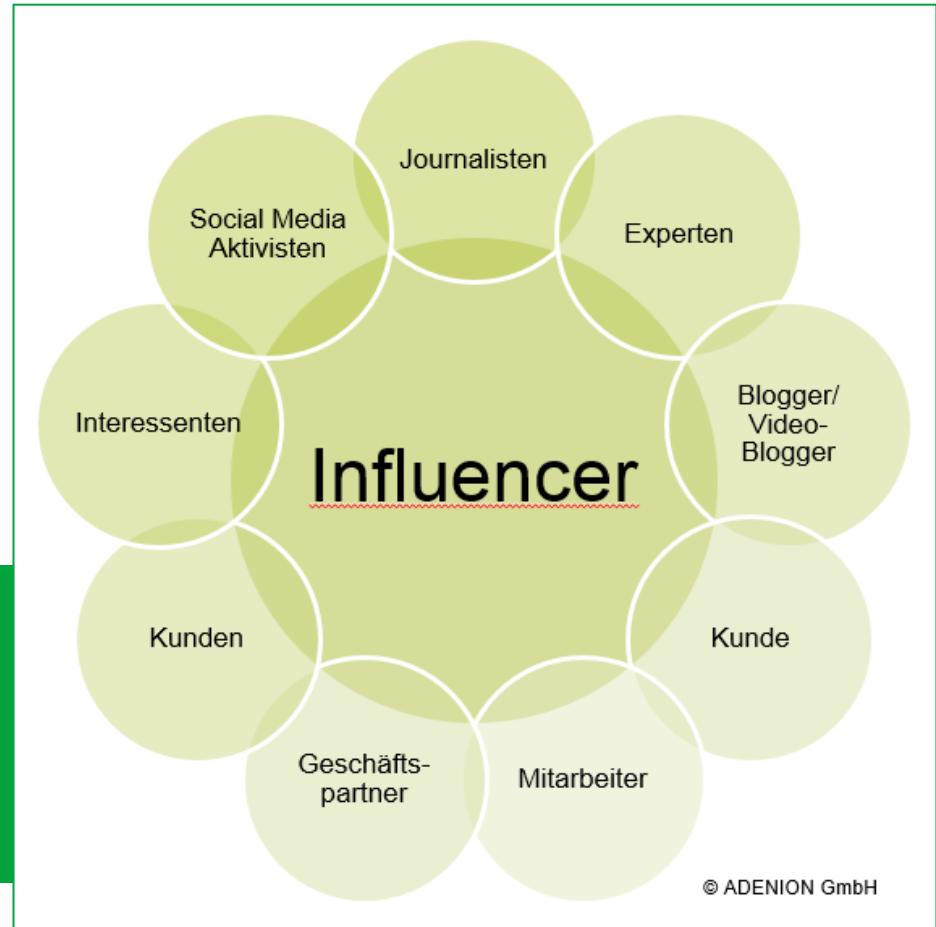 Journalisten
Social Media
Aktivisten
Experten
Interessenten
Blogger/
Video-
Blogger
Influencer
Kunden
Kunde
Geschäfts-
partner
Mitarbeiter
© ADENION GmbH